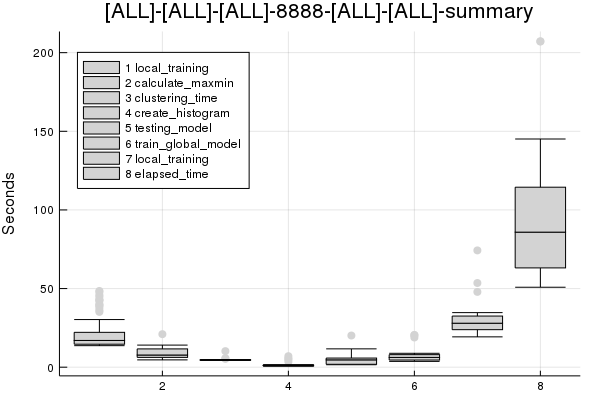 [ALL]-[ALL]-[ALL]-8888-[ALL]-[ALL]-summary
200
150
100
50
0
Seconds
1 local_training
2 calculate_maxmin
3 clustering_time
4 create_histogram
5 testing_model
6 train_global_model
7 local_training
8 elapsed_time
2 4 6 8